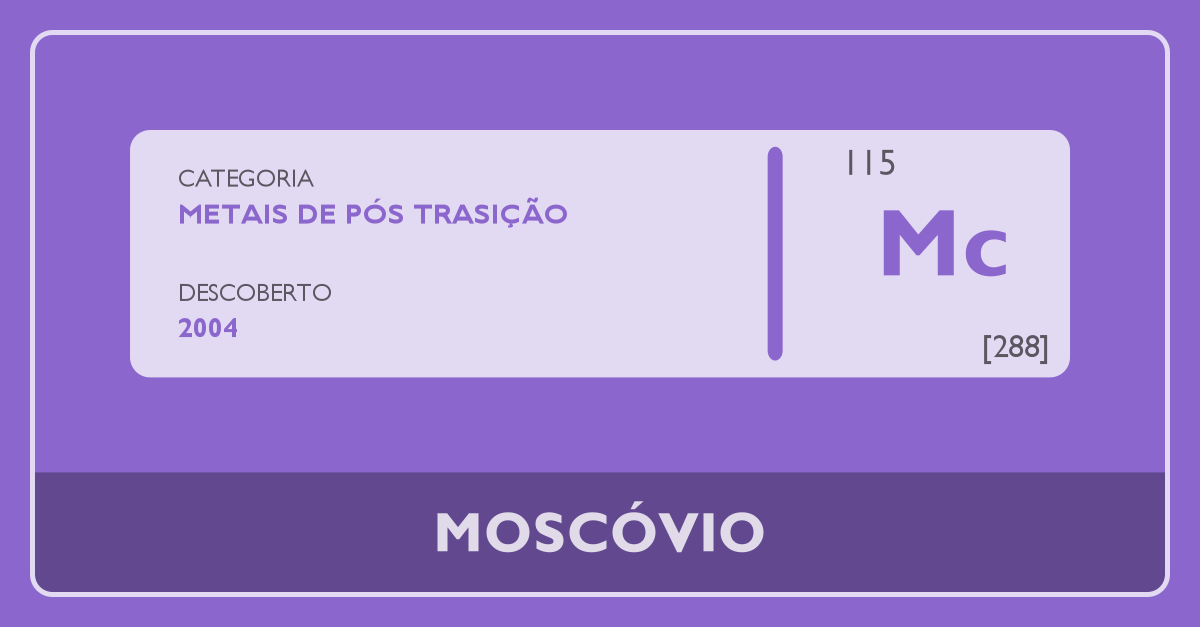 CATEGORIA
METAIS DE PÓS TRASIÇÃO
DESCOBERTO
2004
115
Mc
[288]
MOSCÓVIO